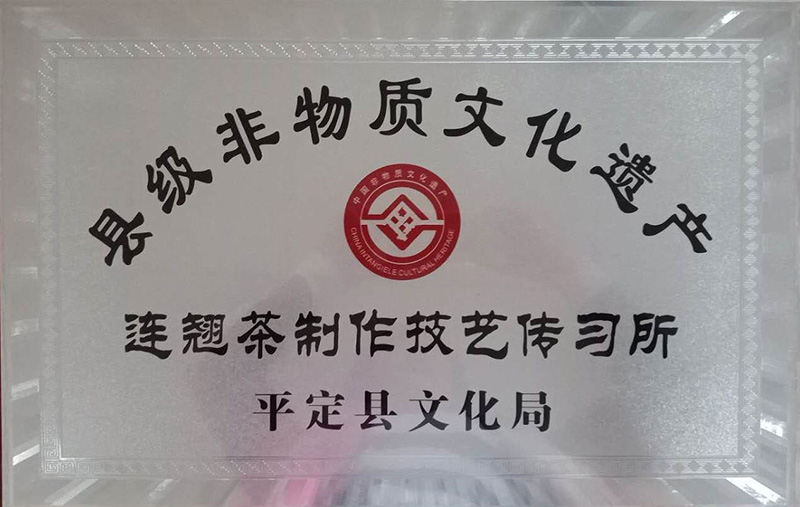 县级非物质文化遗产
中国非物质文化遗产
CHINA INTANGIELE CULTURAL HERITAGE
连翘茶制作技艺传习所
平定县文化局